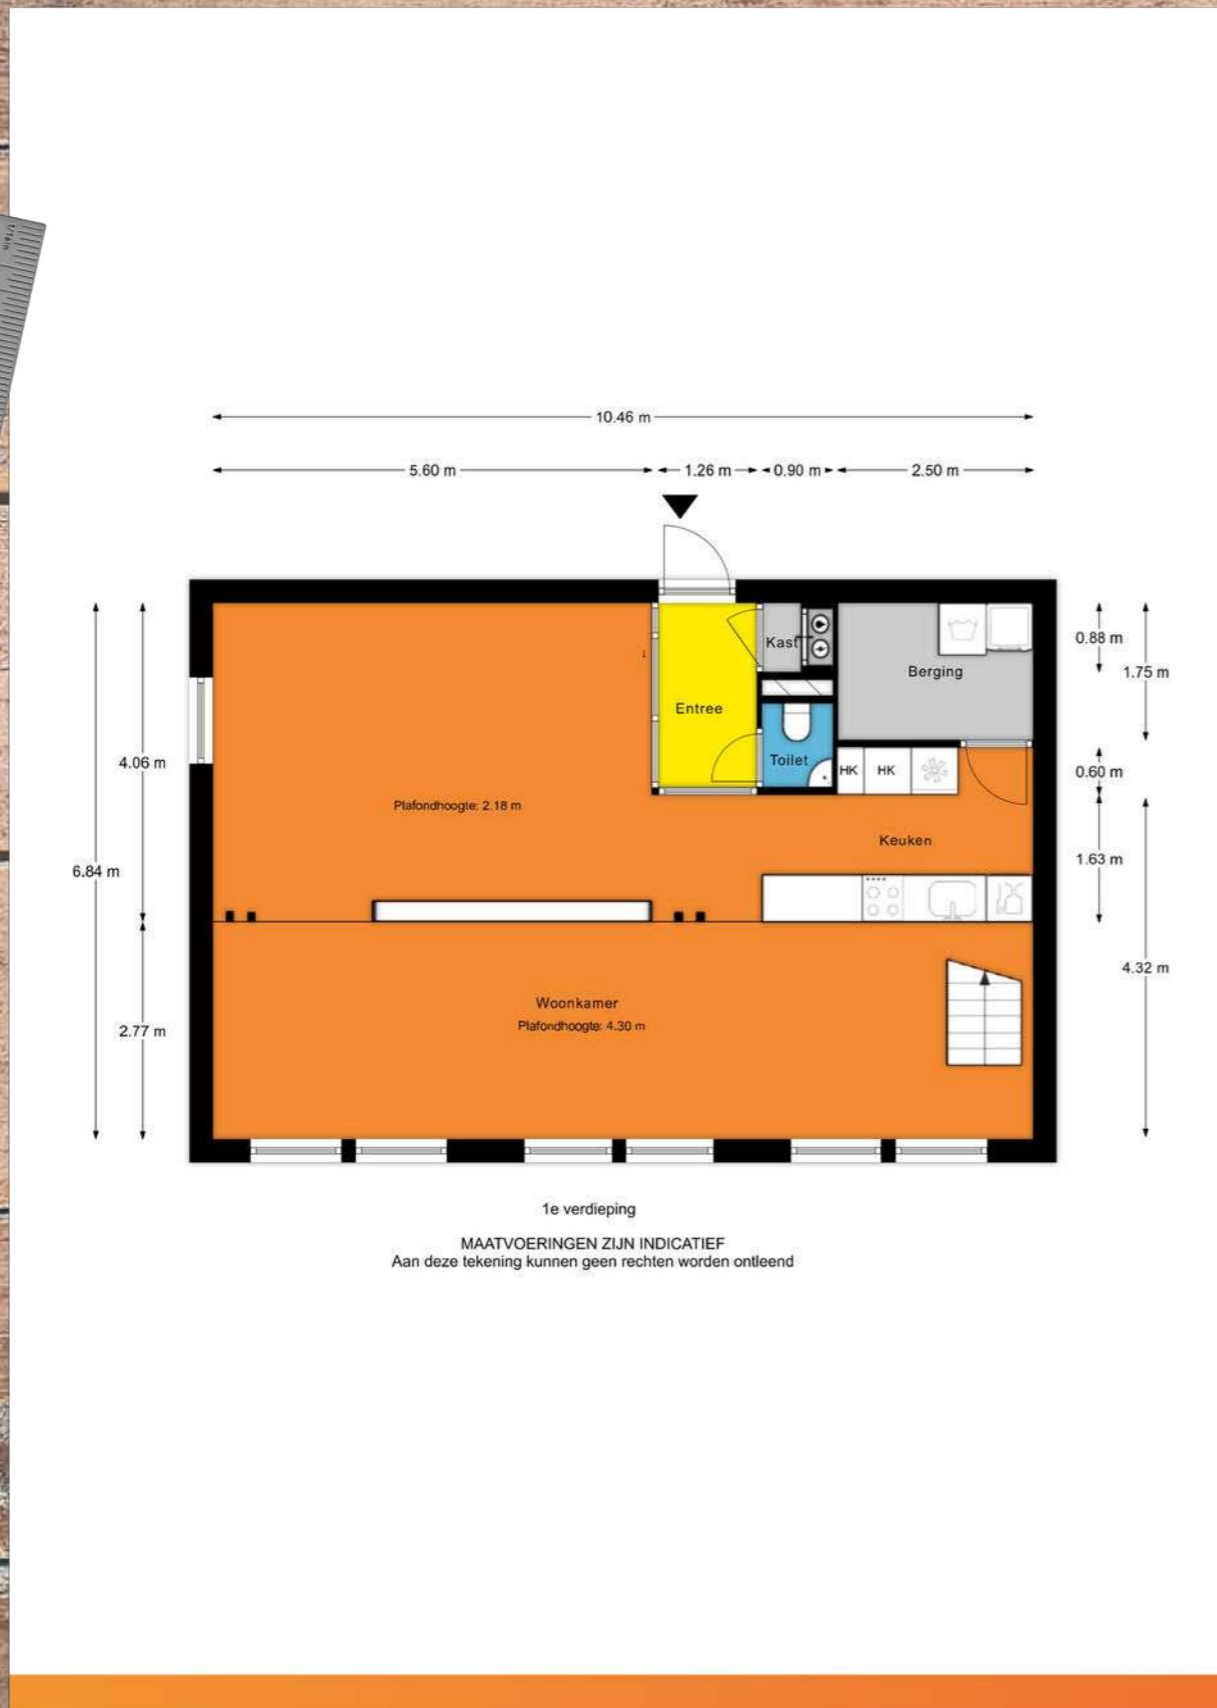 10.46 m
5.60 m
1.26 m
0.90 m
2.50 m
Kast
0.88 m
Berging
1.75 m
Entree
4.06 m
Toilet
HK
HK
0.60 m
Plafondhoogte: 2.18 m
Keuken
1.63 m
6.84 m
4.32 m
Woonkamer
Plafondhoogte: 4.30 m
2.77 m
1e verdieping
MAATVOERINGEN ZIJN INDICATIEF
Aan deze tekening kunnen geen rechten worden ontleend